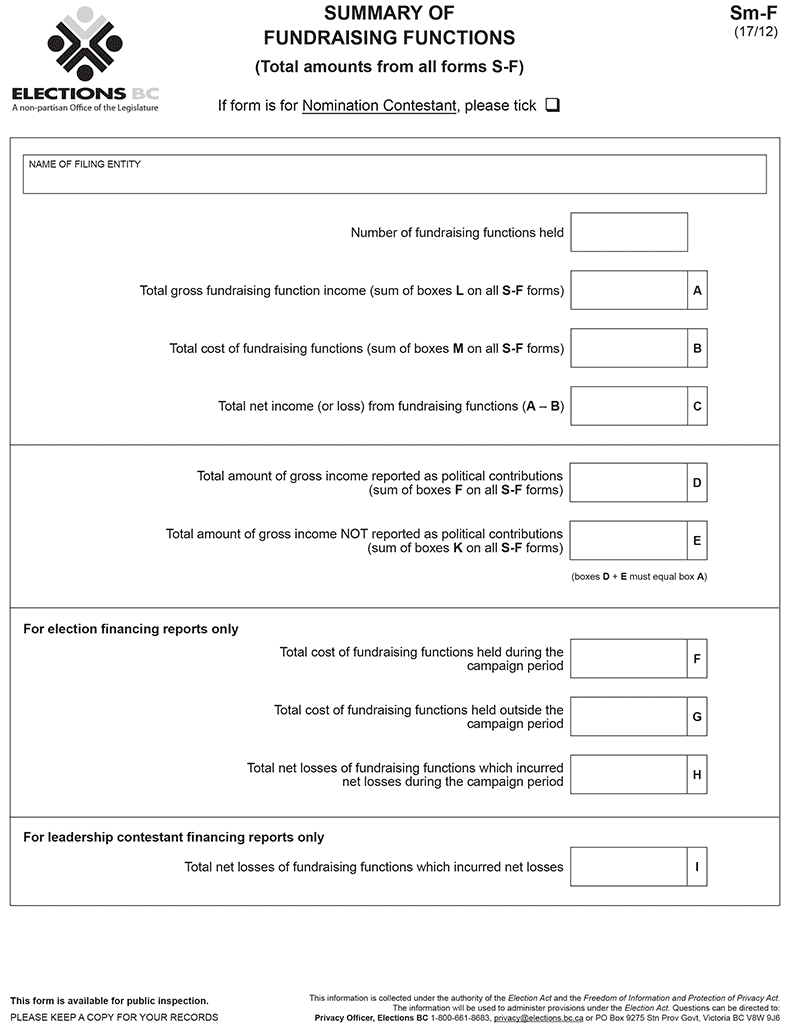 SUMMARY OF
FUNDRAISING FUNCTIONS
(Total amounts from all forms S-F)
Sm-F
(17/12)
ELECTIONS BC
A non-partisan Office of the Legislature
If form is for Nomination Contestant, please tick ❑
NAME OF FILING ENTITY
Number of fundraising functions held
Total gross fundraising function income (sum of boxes L on all S-F forms) A
Total cost of fundraising functions (sum of boxes M on all S-F forms) B
Total net income (or loss) from fundraising functions (A – B) C
Total amount of gross income reported as political contributions
(sum of boxes F on all S-F forms) D
Total amount of gross income NOT reported as political contributions
(sum of boxes K on all S-F forms) E
(boxes D + E must equal box A)
For election financing reports only
Total cost of fundraising functions held during the
campaign period F
Total cost of fundraising functions held outside the
campaign period G
Total net losses of fundraising functions which incurred
net losses during the campaign period H
For leadership contestant financing reports only
Total net losses of fundraising functions which incurred net losses I
This form is available for public inspection.
PLEASE KEEP A COPY FOR YOUR RECORDS
This information is collected under the authority of the Election Act and the Freedom of Information and Protection of Privacy Act.
The information will be used to administer provisions under the Election Act. Questions can be directed to:
Privacy Officer, Elections BC 1-800-661-8683, privacy@elections.bc.ca or PO Box 9275 Stn Prov Govt, Victoria BC V8W 9J6